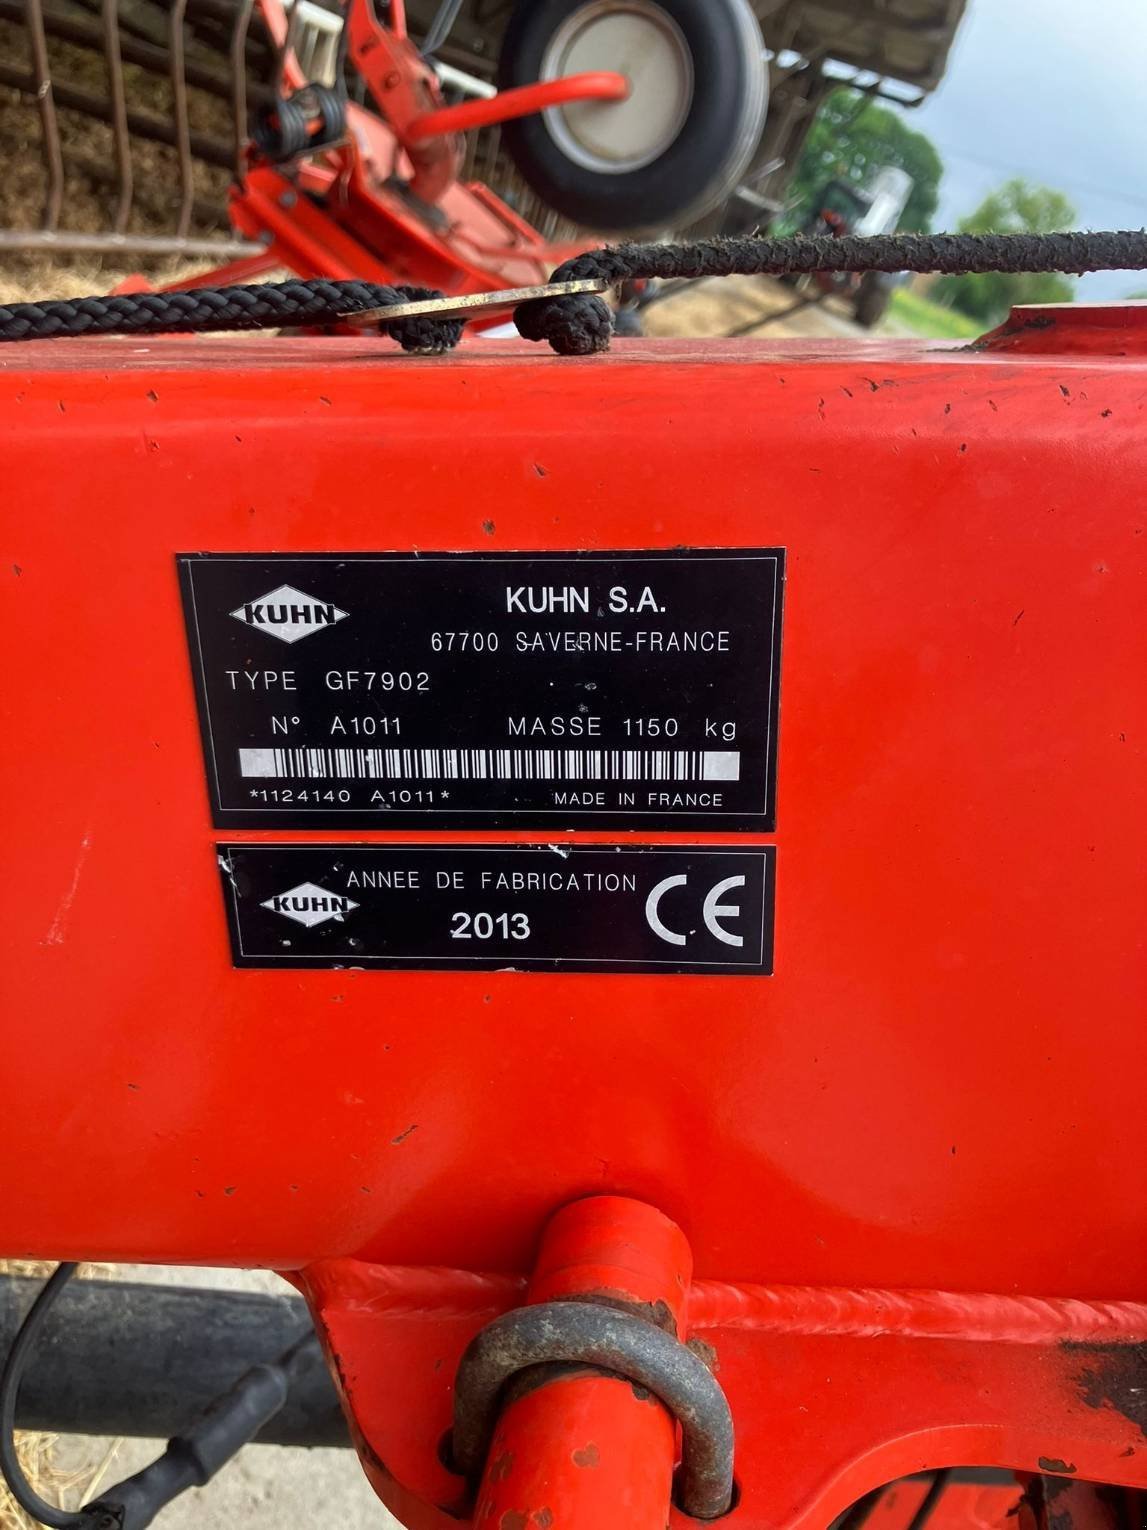 KUHN
KUHN S.A.
67700 SAVERNE-FRANCE
TYPE GF7902
N° A1011 MASSE 1150 kg
*1124140 A1011* MADE IN FRANCE
KUHN
ANNEE DE FABRICATION
2013
CE